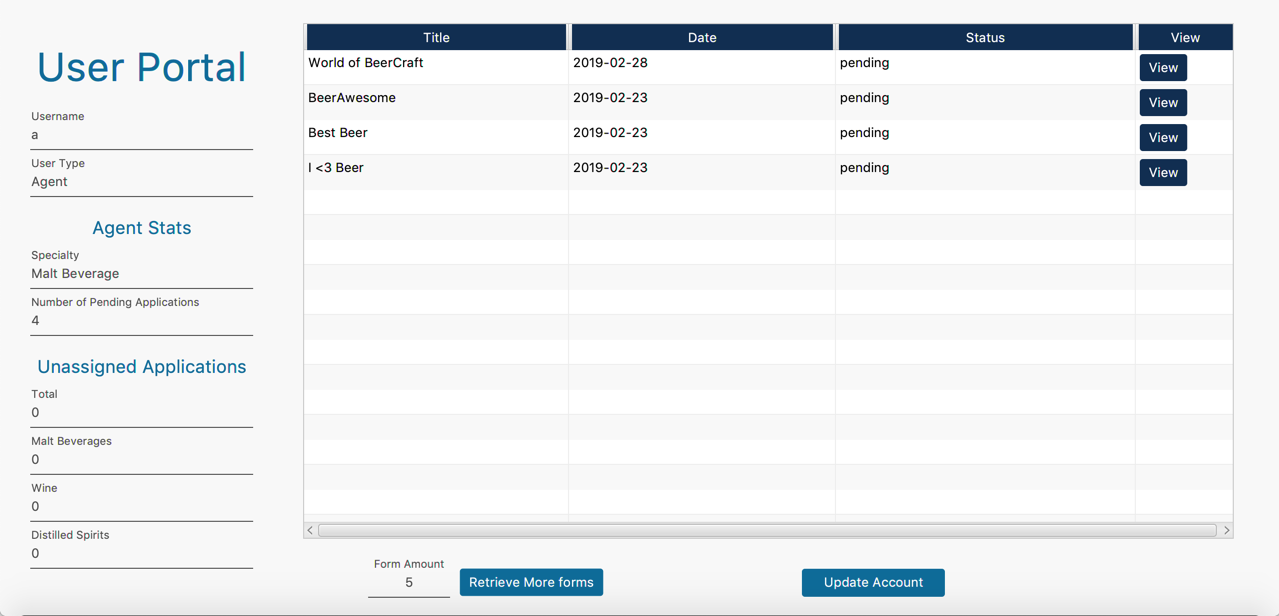 User Portal
Username
a
User Type
Agent
Agent Stats
Specialty
Malt Beverage
Number of Pending Applications
4
Unassigned Applications
Total
0
Malt Beverages
0
Wine
0
Distilled Spirits
0
Title Date Status View
World of BeerCraft 2019-02-28 pending View
BeerAwesome 2019-02-23 pending View
Best Beer 2019-02-23 pending View
I <3 Beer 2019-02-23 pending View
Form Amount
5
Retrieve More forms
Update Account